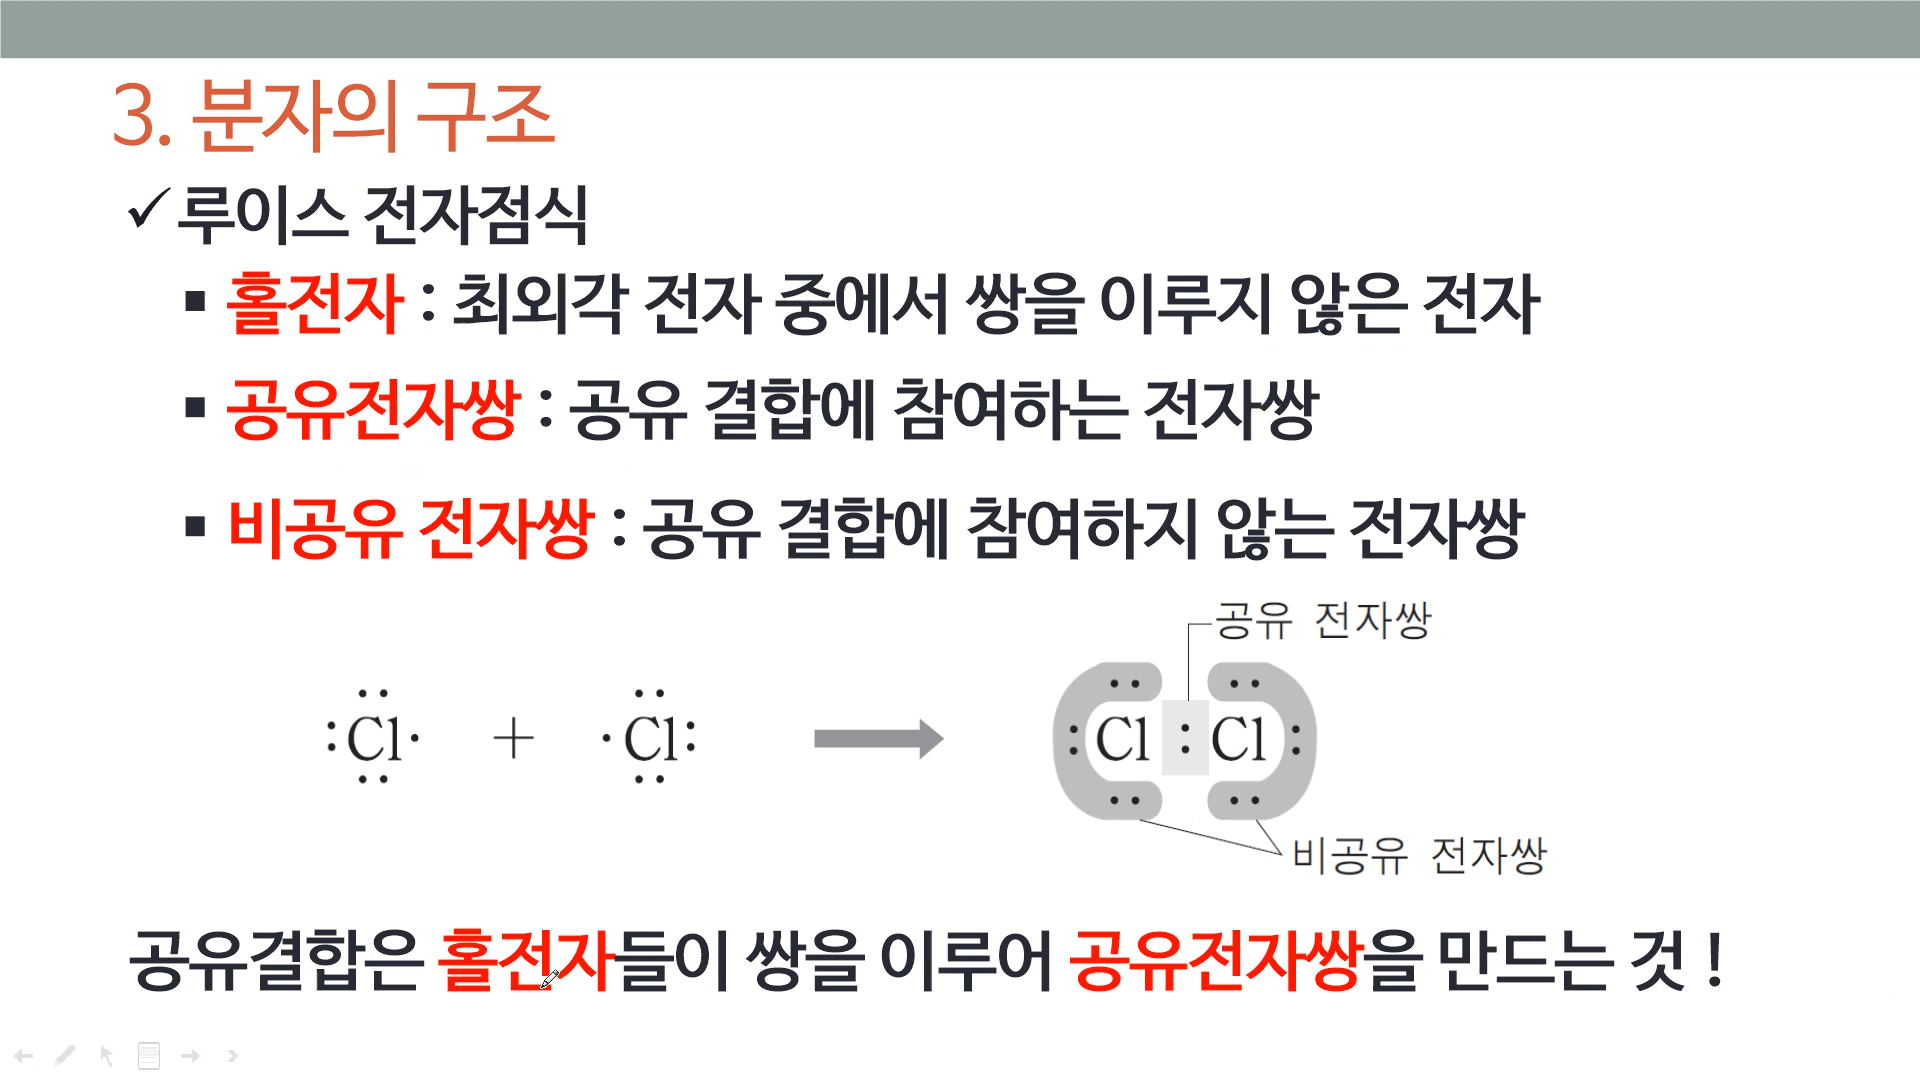 3. 분자의 구조
✓루이스 전자점식
▪ 홀전자 : 최외각 전자 중에서 쌍을 이루지 않은 전자
▪ 공유전자쌍 : 공유 결합에 참여하는 전자쌍
▪ 비공유 전자쌍 : 공유 결합에 참여하지 않는 전자쌍
공유 전자쌍
:Cl· + ·Cl: Cl : Cl
비공유 전자쌍
공유결합은 홀전자들이 쌍을 이루어 공유전자쌍을 만드는 것 !